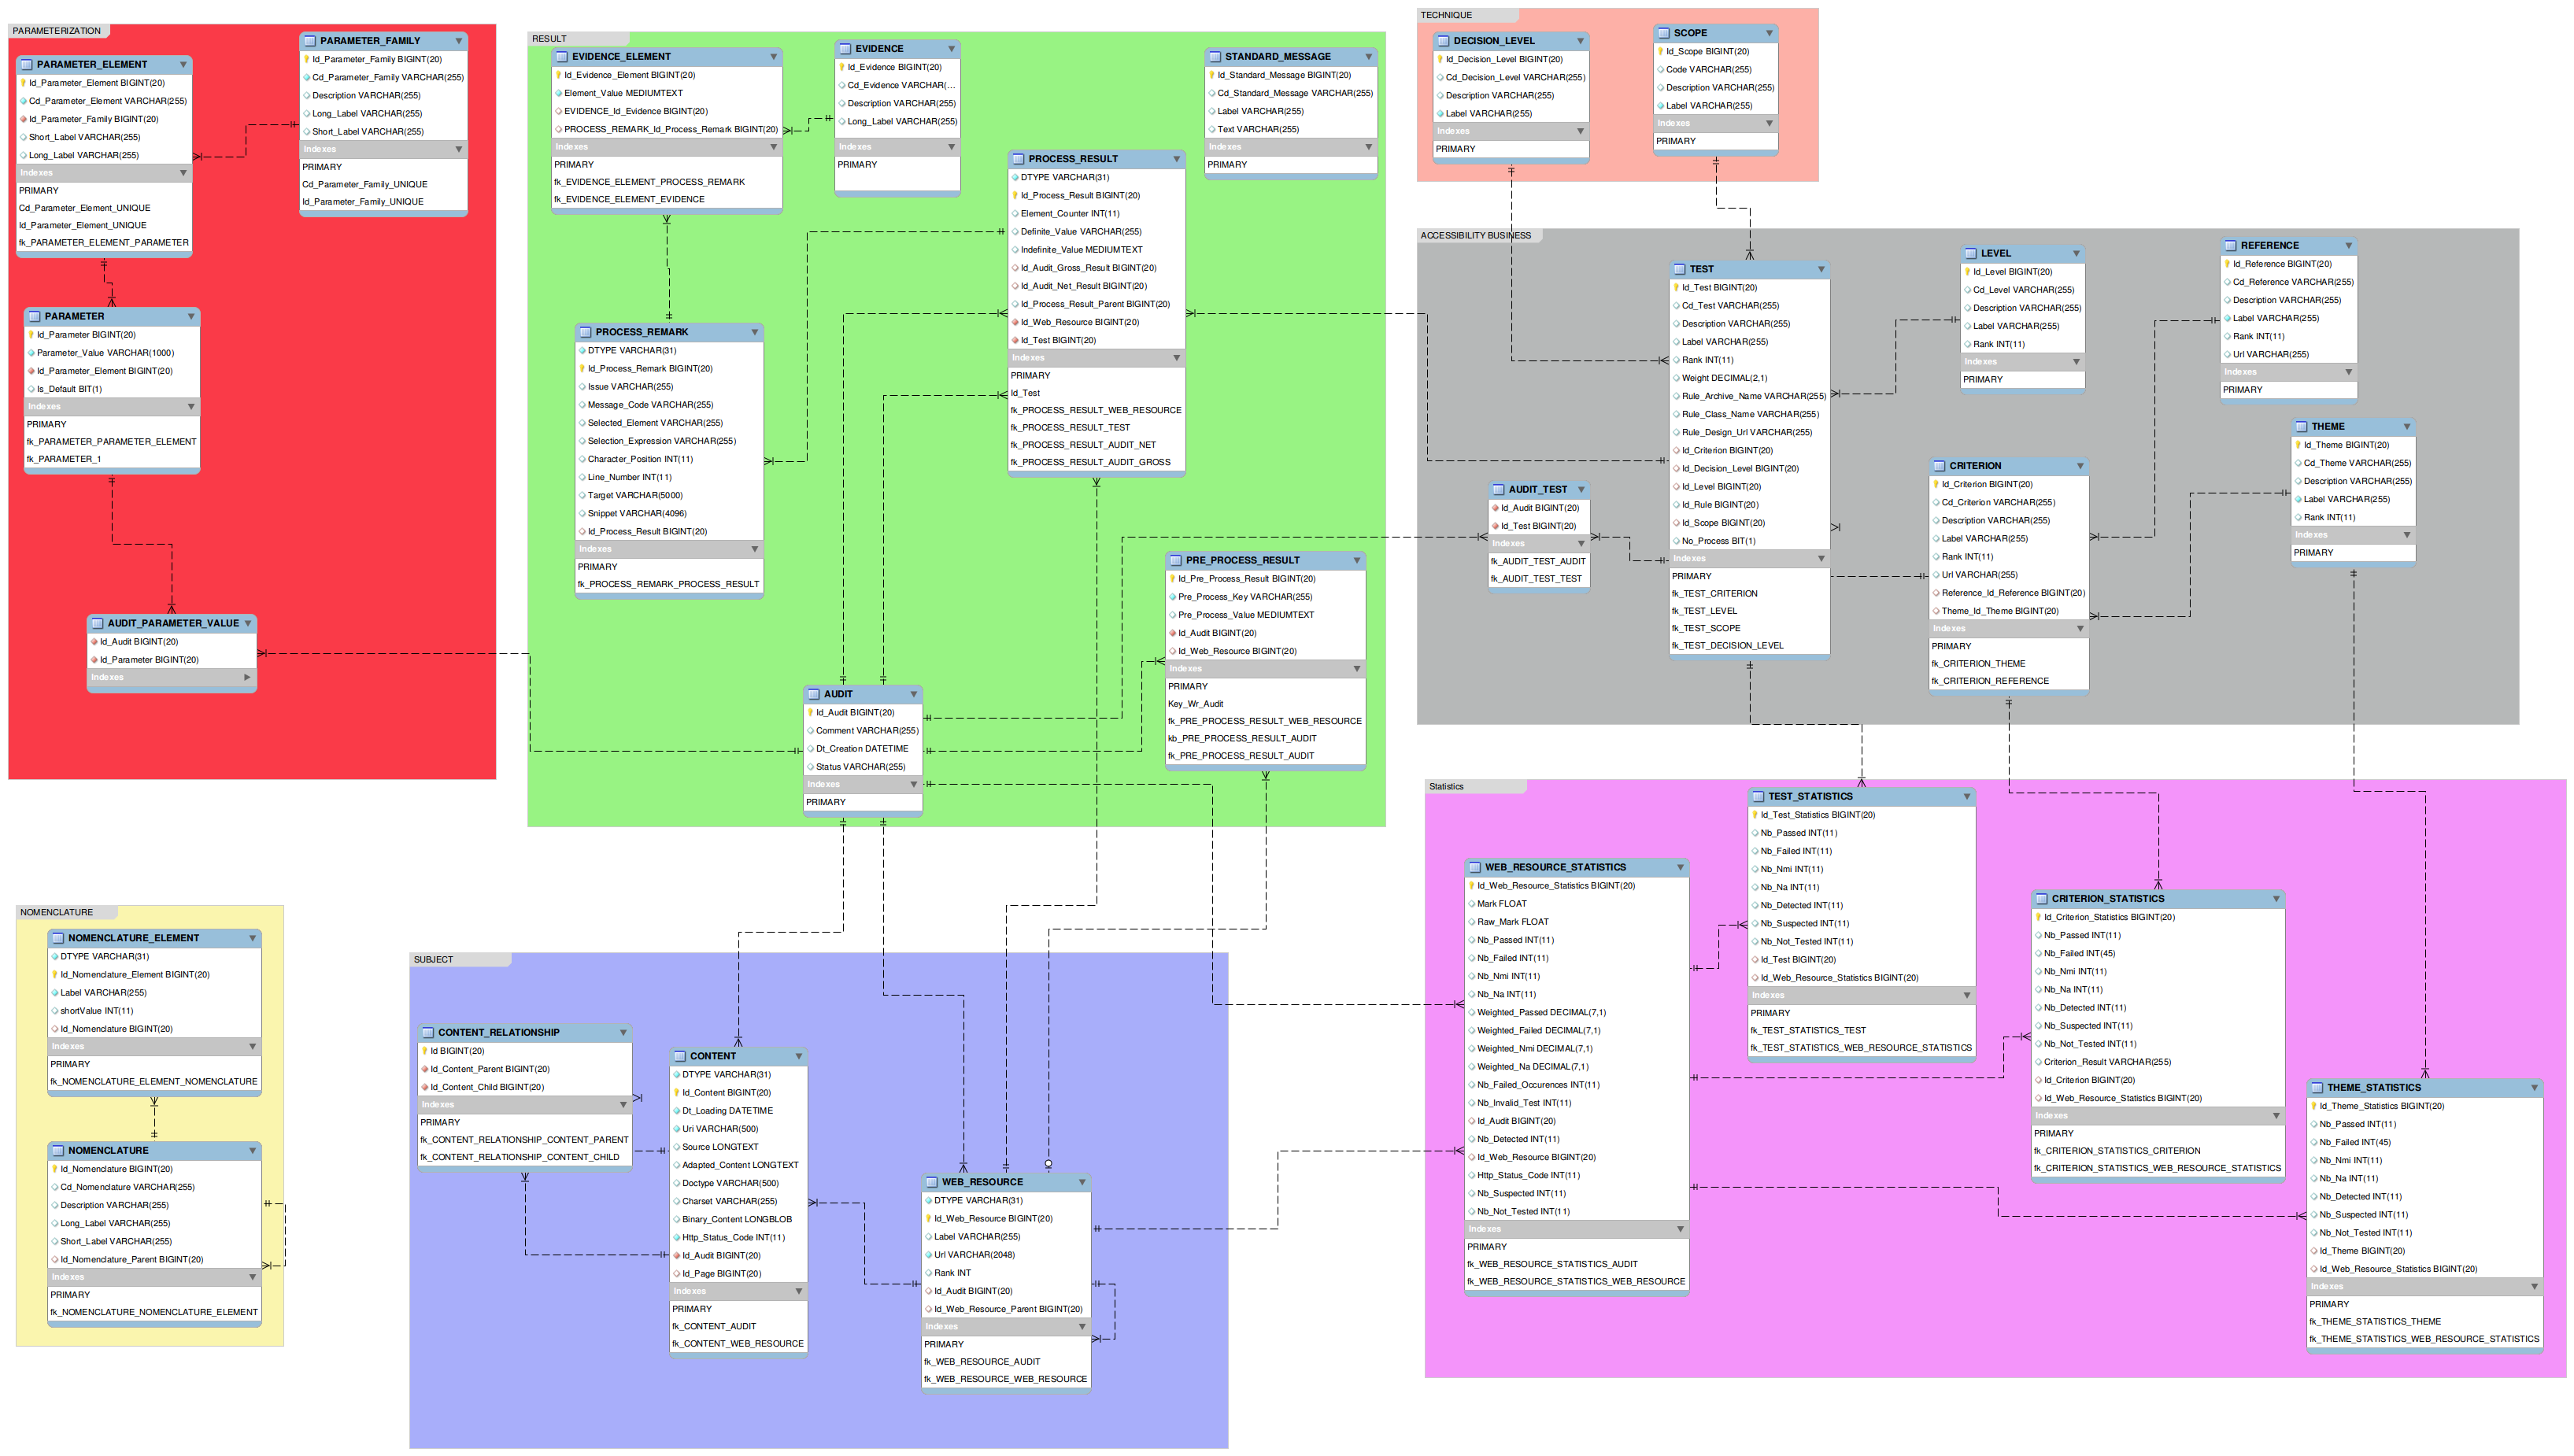 PARAMETERIZATION
PARAMETER_ELEMENT
Id_Parameter_Element BIGINT(20)
Cd_Parameter_Element VARCHAR(255)
Id_Parameter_Family BIGINT(20)
Short_Label VARCHAR(255)
Long_Label VARCHAR(255)
Indexes
PRIMARY
Cd_Parameter_Element_UNIQUE
Id_Parameter_Element_UNIQUE
fk_PARAMETER_ELEMENT_PARAMETER
PARAMETER_FAMILY
Id_Parameter_Family BIGINT(20)
Cd_Parameter_Family VARCHAR(255)
Description VARCHAR(255)
Long_Label VARCHAR(255)
Short_Label VARCHAR(255)
Indexes
PRIMARY
Cd_Parameter_Family_UNIQUE
Id_Parameter_Family_UNIQUE
PARAMETER
Id_Parameter BIGINT(20)
Parameter_Value VARCHAR(1000)
Id_Parameter_Element BIGINT(20)
Is_Default BIT(1)
Indexes
PRIMARY
fk_PARAMETER_PARAMETER_ELEMENT
fk_PARAMETER_1
AUDIT_PARAMETER_VALUE
Id_Audit BIGINT(20)
Id_Parameter BIGINT(20)
Indexes
RESULT
EVIDENCE_ELEMENT
Id_Evidence_Element BIGINT(20)
Element_Value MEDIUMTEXT
EVIDENCE_Id_Evidence BIGINT(20)
PROCESS_REMARK_Id_Process_Remark BIGINT(20)
Indexes
PRIMARY
fk_EVIDENCE_ELEMENT_PROCESS_REMARK
fk_EVIDENCE_ELEMENT_EVIDENCE
EVIDENCE
Id_Evidence BIGINT(20)
Cd_Evidence VARCHAR(...
Description VARCHAR(255)
Long_Label VARCHAR(255)
Indexes
PRIMARY
STANDARD_MESSAGE
Id_Standard_Message BIGINT(20)
Cd_Standard_Message VARCHAR(255)
Label VARCHAR(255)
Text VARCHAR(255)
Indexes
PRIMARY
PROCESS_RESULT
DTYPE VARCHAR(31)
Id_Process_Result BIGINT(20)
Element_Counter INT(11)
Definite_Value VARCHAR(255)
Indefinite_Value MEDIUMTEXT
Id_Audit_Gross_Result BIGINT(20)
Id_Audit_Net_Result BIGINT(20)
Id_Process_Result_Parent BIGINT(20)
Id_Web_Resource BIGINT(20)
Id_Test BIGINT(20)
Indexes
PRIMARY
Id_Test
fk_PROCESS_RESULT_WEB_RESOURCE
fk_PROCESS_RESULT_TEST
fk_PROCESS_RESULT_AUDIT_NET
fk_PROCESS_RESULT_AUDIT_GROSS
PROCESS_REMARK
DTYPE VARCHAR(31)
Id_Process_Remark BIGINT(20)
Issue VARCHAR(255)
Message_Code VARCHAR(255)
Selected_Element VARCHAR(255)
Selection_Expression VARCHAR(255)
Character_Position INT(11)
Line_Number INT(11)
Target VARCHAR(5000)
Snippet VARCHAR(4096)
Id_Process_Result BIGINT(20)
Indexes
PRIMARY
fk_PROCESS_REMARK_PROCESS_RESULT
PRE_PROCESS_RESULT
Id_Pre_Process_Result BIGINT(20)
Pre_Process_Key VARCHAR(255)
Pre_Process_Value MEDIUMTEXT
Id_Audit BIGINT(20)
Id_Web_Resource BIGINT(20)
Indexes
PRIMARY
Key_Wr_Audit
fk_PRE_PROCESS_RESULT_WEB_RESOURCE
kb_PRE_PROCESS_RESULT_AUDIT
fk_PRE_PROCESS_RESULT_AUDIT
AUDIT
Id_Audit BIGINT(20)
Comment VARCHAR(255)
Dt_Creation DATETIME
Status VARCHAR(255)
Indexes
PRIMARY
TECHNIQUE
DECISION_LEVEL
Id_Decision_Level BIGINT(20)
Cd_Decision_Level VARCHAR(255)
Description VARCHAR(255)
Label VARCHAR(255)
Indexes
PRIMARY
SCOPE
Id_Scope BIGINT(20)
Code VARCHAR(255)
Description VARCHAR(255)
Label VARCHAR(255)
Indexes
PRIMARY
ACCESSIBILITY BUSINESS
TEST
Id_Test BIGINT(20)
Cd_Test VARCHAR(255)
Description VARCHAR(255)
Label VARCHAR(255)
Rank INT(11)
Weight DECIMAL(2,1)
Rule_Archive_Name VARCHAR(255)
Rule_Class_Name VARCHAR(255)
Rule_Design_Url VARCHAR(255)
Id_Criterion BIGINT(20)
Id_Decision_Level BIGINT(20)
Id_Level BIGINT(20)
Id_Rule BIGINT(20)
Id_Scope BIGINT(20)
No_Process BIT(1)
Indexes
PRIMARY
fk_TEST_CRITERION
fk_TEST_LEVEL
fk_TEST_SCOPE
fk_TEST_DECISION_LEVEL
LEVEL
Id_Level BIGINT(20)
Cd_Level VARCHAR(255)
Description VARCHAR(255)
Label VARCHAR(255)
Rank INT(11)
Indexes
PRIMARY
REFERENCE
Id_Reference BIGINT(20)
Cd_Reference VARCHAR(255)
Description VARCHAR(255)
Label VARCHAR(255)
Rank INT(11)
Url VARCHAR(255)
Indexes
PRIMARY
THEME
Id_Theme BIGINT(20)
Cd_Theme VARCHAR(255)
Description VARCHAR(255)
Label VARCHAR(255)
Rank INT(11)
Indexes
PRIMARY
CRITERION
Id_Criterion BIGINT(20)
Cd_Criterion VARCHAR(255)
Description VARCHAR(255)
Label VARCHAR(255)
Rank INT(11)
Url VARCHAR(255)
Reference_Id_Reference BIGINT(20)
Theme_Id_Theme BIGINT(20)
Indexes
PRIMARY
fk_CRITERION_THEME
fk_CRITERION_REFERENCE
AUDIT_TEST
Id_Audit BIGINT(20)
Id_Test BIGINT(20)
Indexes
fk_AUDIT_TEST_AUDIT
fk_AUDIT_TEST_TEST
NOMENCLATURE
NOMENCLATURE_ELEMENT
DTYPE VARCHAR(31)
Id_Nomenclature_Element BIGINT(20)
Label VARCHAR(255)
shortValue INT(11)
Id_Nomenclature BIGINT(20)
Indexes
PRIMARY
fk_NOMENCLATURE_ELEMENT_NOMENCLATURE
NOMENCLATURE
Id_Nomenclature BIGINT(20)
Cd_Nomenclature VARCHAR(255)
Description VARCHAR(255)
Long_Label VARCHAR(255)
Short_Label VARCHAR(255)
Id_Nomenclature_Parent BIGINT(20)
Indexes
PRIMARY
fk_NOMENCLATURE_NOMENCLATURE_ELEMENT
SUBJECT
CONTENT_RELATIONSHIP
Id BIGINT(20)
Id_Content_Parent BIGINT(20)
Id_Content_Child BIGINT(20)
Indexes
PRIMARY
fk_CONTENT_RELATIONSHIP_CONTENT_PARENT
fk_CONTENT_RELATIONSHIP_CONTENT_CHILD
CONTENT
DTYPE VARCHAR(31)
Id_Content BIGINT(20)
Dt_Loading DATETIME
Uri VARCHAR(500)
Source LONGTEXT
Adapted_Content LONGTEXT
Doctype VARCHAR(500)
Charset VARCHAR(255)
Binary_Content LONGBLOB
Http_Status_Code INT(11)
Id_Audit BIGINT(20)
Id_Page BIGINT(20)
Indexes
PRIMARY
fk_CONTENT_AUDIT
fk_CONTENT_WEB_RESOURCE
WEB_RESOURCE
DTYPE VARCHAR(31)
Id_Web_Resource BIGINT(20)
Label VARCHAR(255)
Url VARCHAR(2048)
Rank INT
Id_Audit BIGINT(20)
Id_Web_Resource_Parent BIGINT(20)
Indexes
PRIMARY
fk_WEB_RESOURCE_AUDIT
fk_WEB_RESOURCE_WEB_RESOURCE
Statistics
WEB_RESOURCE_STATISTICS
Id_Web_Resource_Statistics BIGINT(20)
Mark FLOAT
Raw_Mark FLOAT
Nb_Passed INT(11)
Nb_Failed INT(11)
Nb_Nmi INT(11)
Nb_Na INT(11)
Weighted_Passed DECIMAL(7,1)
Weighted_Failed DECIMAL(7,1)
Weighted_Nmi DECIMAL(7,1)
Weighted_Na DECIMAL(7,1)
Nb_Failed_Occurences INT(11)
Nb_Invalid_Test INT(11)
Id_Audit BIGINT(20)
Nb_Detected INT(11)
Id_Web_Resource BIGINT(20)
Http_Status_Code INT(11)
Nb_Suspected INT(11)
Nb_Not_Tested INT(11)
Indexes
PRIMARY
fk_WEB_RESOURCE_STATISTICS_AUDIT
fk_WEB_RESOURCE_STATISTICS_WEB_RESOURCE
TEST_STATISTICS
Id_Test_Statistics BIGINT(20)
Nb_Passed INT(11)
Nb_Failed INT(11)
Nb_Nmi INT(11)
Nb_Na INT(11)
Nb_Detected INT(11)
Nb_Suspected INT(11)
Nb_Not_Tested INT(11)
Id_Test BIGINT(20)
Id_Web_Resource_Statistics BIGINT(20)
Indexes
PRIMARY
fk_TEST_STATISTICS_TEST
fk_TEST_STATISTICS_WEB_RESOURCE_STATISTICS
CRITERION_STATISTICS
Id_Criterion_Statistics BIGINT(20)
Nb_Passed INT(11)
Nb_Failed INT(45)
Nb_Nmi INT(11)
Nb_Na INT(11)
Nb_Detected INT(11)
Nb_Suspected INT(11)
Nb_Not_Tested INT(11)
Criterion_Result VARCHAR(255)
Id_Criterion BIGINT(20)
Id_Web_Resource_Statistics BIGINT(20)
Indexes
PRIMARY
fk_CRITERION_STATISTICS_CRITERION
fk_CRITERION_STATISTICS_WEB_RESOURCE_STATISTICS
THEME_STATISTICS
Id_Theme_Statistics BIGINT(20)
Nb_Passed INT(11)
Nb_Failed INT(45)
Nb_Nmi INT(11)
Nb_Na INT(11)
Nb_Detected INT(11)
Nb_Suspected INT(11)
Nb_Not_Tested INT(11)
Id_Theme BIGINT(20)
Id_Web_Resource_Statistics BIGINT(20)
Indexes
PRIMARY
fk_THEME_STATISTICS_THEME
fk_THEME_STATISTICS_WEB_RESOURCE_STATISTICS